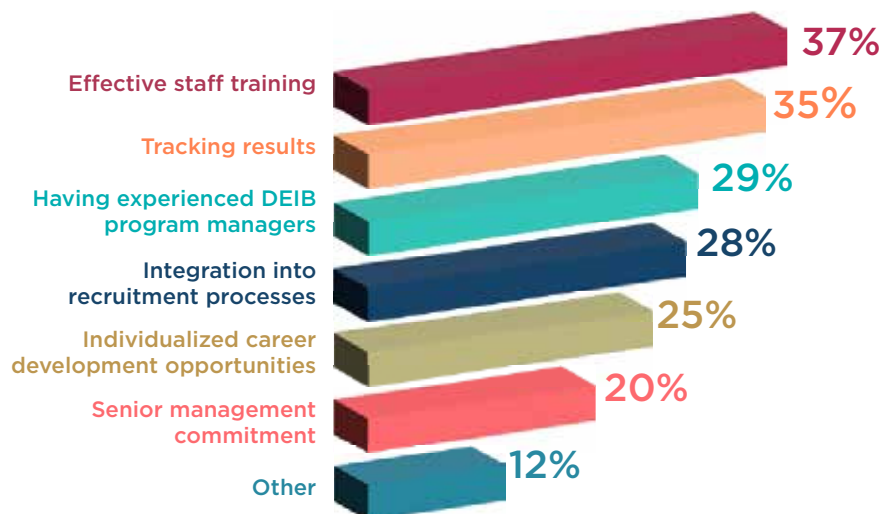 Effective staff training
37%
Tracking results
35%
Having experienced DEIB
program managers
29%
Integration into
recruitment processes
28%
Individualized career
development opportunities
25%
Senior management
commitment
20%
Other
12%